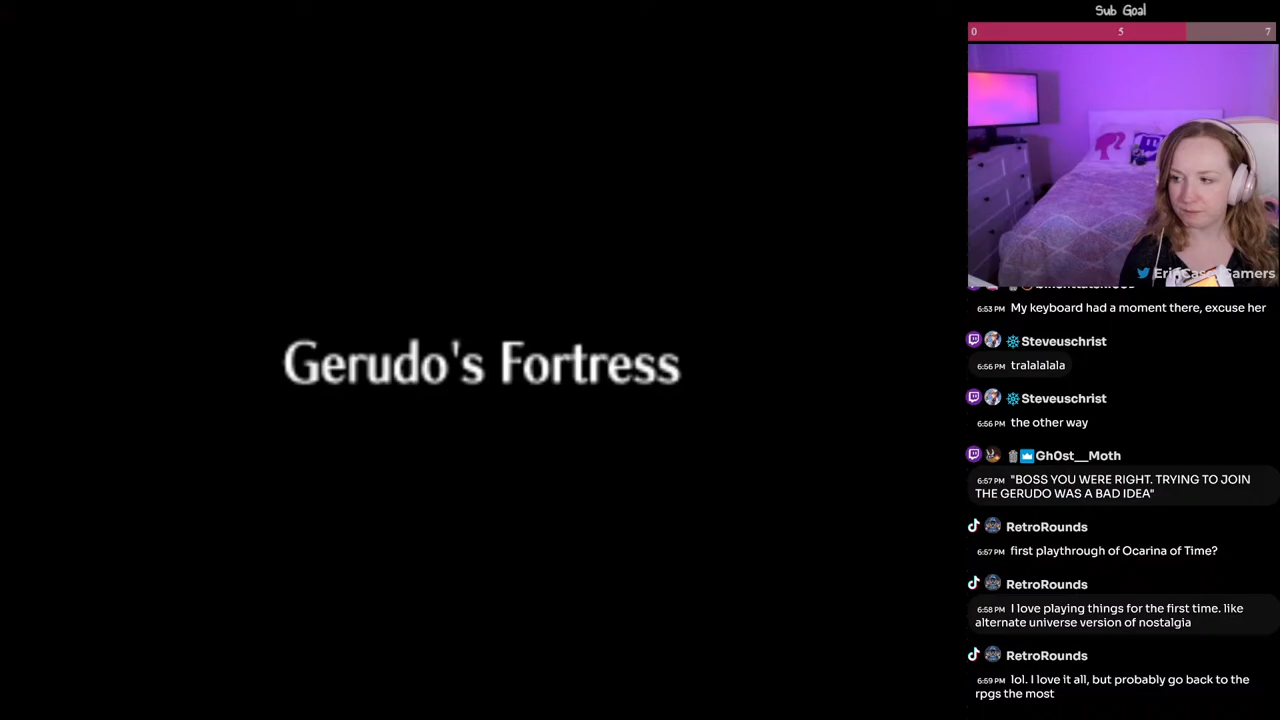 Sub Goal
0 5 7
Gerudo's Fortress
6:53 PM My keyboard had a moment there, excuse her
Steveuschrist
6:56 PM tralalalala
Steveuschrist
6:56 PM the other way
Gh0st__Moth
6:57 PM "BOSS YOU WERE RIGHT. TRYING TO JOIN
THE GERUDO WAS A BAD IDEA"
RetroRounds
6:57 PM first playthrough of Ocarina of Time?
RetroRounds
6:58 PM I love playing things for the first time. like
alternate universe version of nostalgia
RetroRounds
6:59 PM lol. I love it all, but probably go back to the
rpgs the most